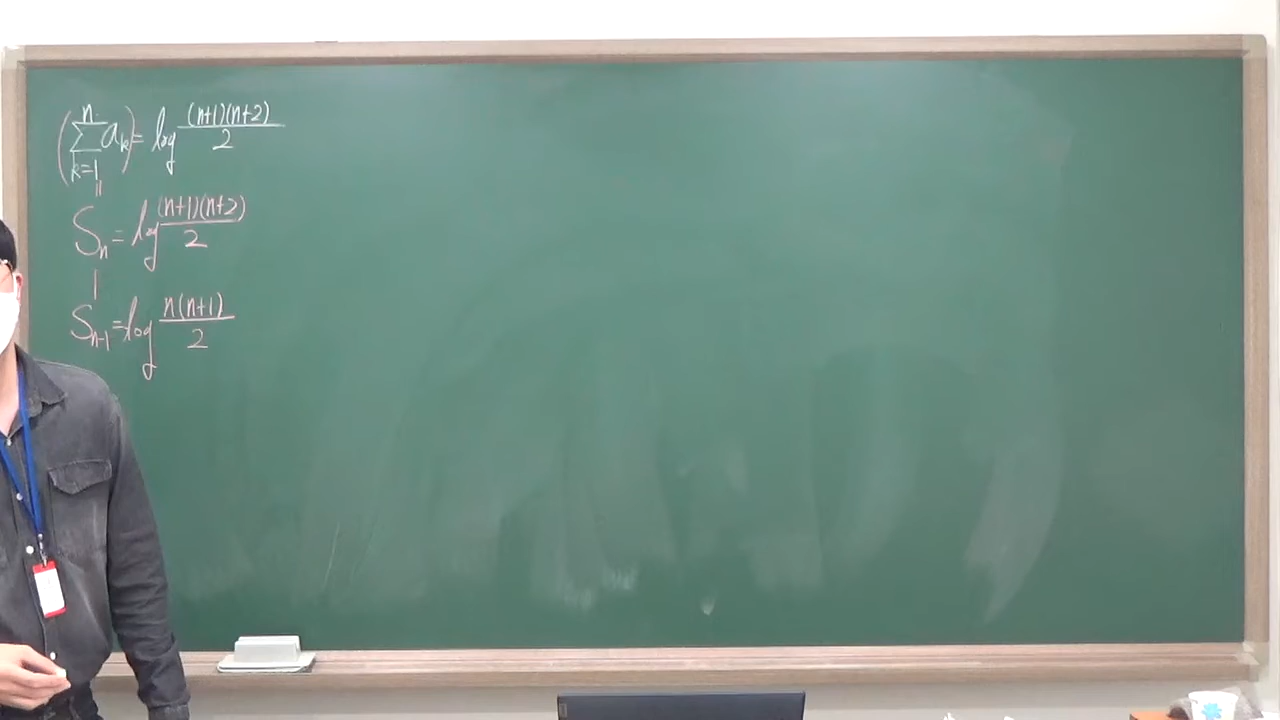 (∑_{k=1}^{n} a_k) = log (n+1)(n+2)/2
||
S_n = log (n+1)(n+2)/2
|
S_{n-1} = log n(n+1)/2